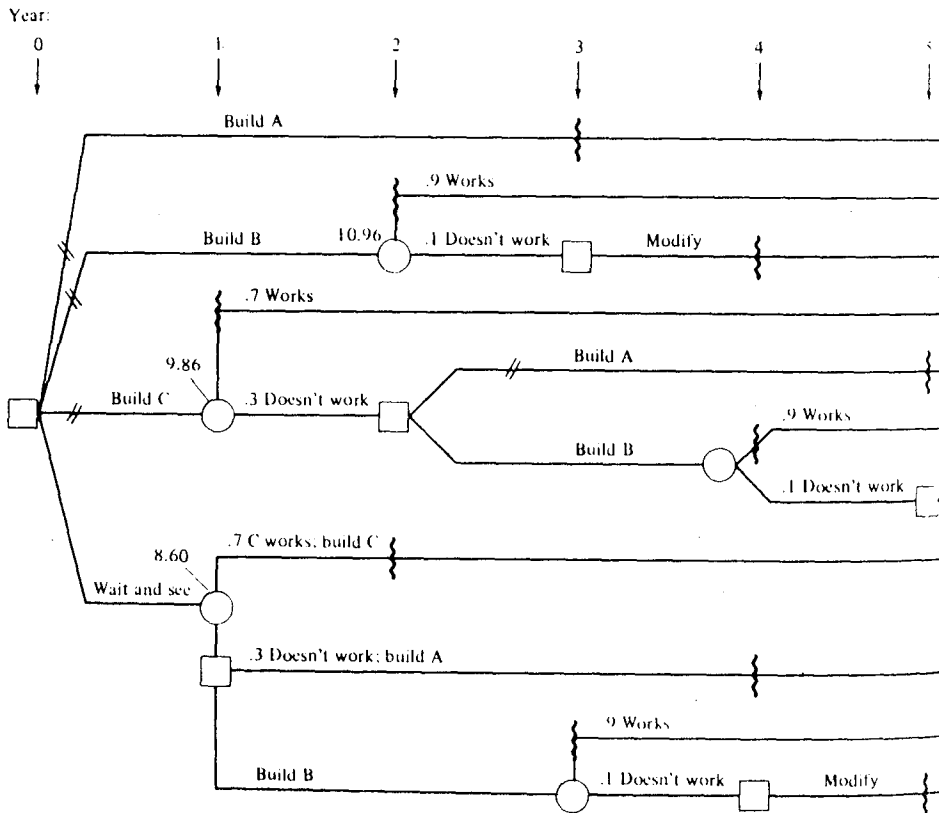 Year:
0 1 2 3 4 5
Build A
.9 Works
Build B 10.96 .1 Doesn't work Modify
.7 Works
Build A
9.86
Build C .3 Doesn't work
.9 Works
Build B
.1 Doesn't work
.7 C works; build C
8.60
Wait and see
.3 Doesn't work; build A
.9 Works
Build B .1 Doesn't work Modify